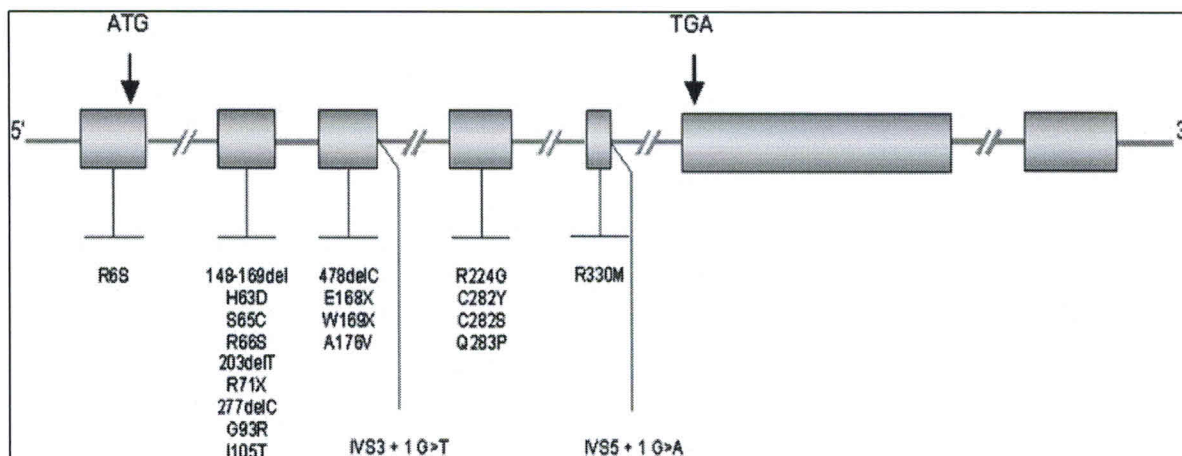 ATG TGA
5' 3
R6S 148-169del 478delC R224G R330M
H63D E168X C282Y
S65C W169X C282S
R66S A176V Q283P
203delT
R71X
277delC
G93R
I105T IVS3 + 1 G>T IVS5 + 1 G>A